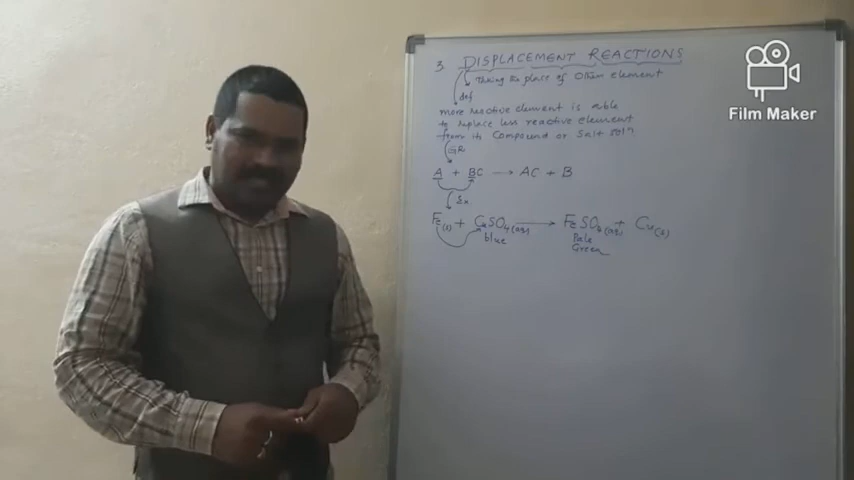 3. DISPLACEMENT REACTIONS
Taking the place of Other element
def
more reactive element is able
to replace less reactive element
from its Compound or Salt solⁿ
GR
A + BC → AC + B
Ex
Fe(s) + CuSO4(aq) → FeSO4(aq) + Cu(s)
blue
Pale
Green
Film Maker